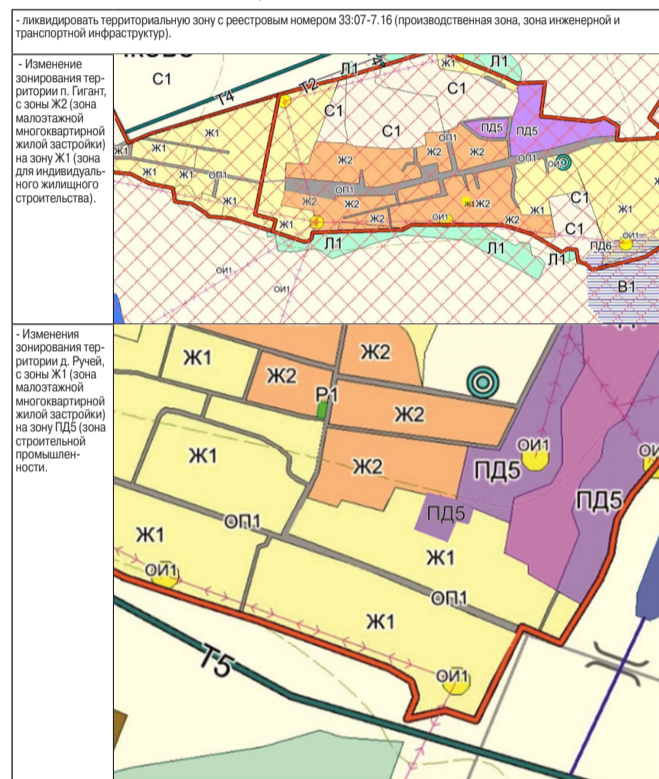 - ликвидировать территориальную зону с реестровым номером 33:07-7.16 (производственная зона, зона инженерной и
транспортной инфраструктур).
- Изменение
зонирования тер-
ритории п. Гигант,
с зоны Ж2 (зона
малоэтажной
многоквартирной
жилой застройки)
на зону Ж1 (зона
для индивидуаль-
ного жилищного
строительства).
С1
Т4
Т2
Л1
Ж1
Л1
С1
С1
С1
ОП1
ПД5
ПД5
Ж1
Ж1
Ж1
Ж2
Ж2
Ж2
ОП1
Ж1
Ж1
ОП1
Ж1
ОП1
Ж2
Ж2
Ж1
С1
Ж1
Ж1
Ж2
ОИ1
Ж2
С1
ОИ1
Л1
Л1
Л1
ПД6
ОИ1
ОИ1
В1
- Изменения
зонирования тер-
ритории д. Ручей,
с зоны Ж1 (зона
малоэтажной
многоквартирной
жилой застройки)
на зону ПД5 (зона
строительной
промышлен-
ности.
Ж1
Ж2
Ж2
Р1
Ж2
Ж1
Ж2
ОИ1
ПД5
ПД5
ПД5
ОП1
Ж1
Ж1
ОИ1
ОП1
Ж1
ОИ1
Т5